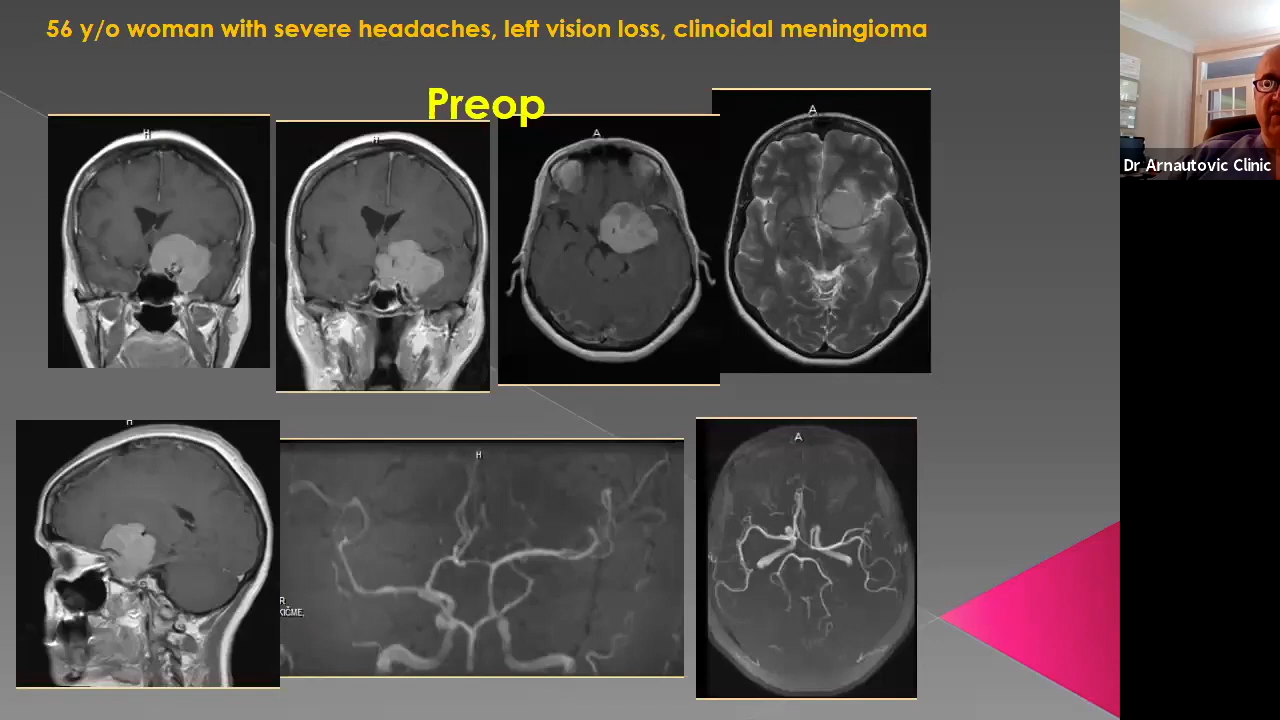 56 y/o woman with severe headaches, left vision loss, clinoidal meningioma
Preop
H
H
A
A
Dr Arnautovic Clinic
H
H
A
R